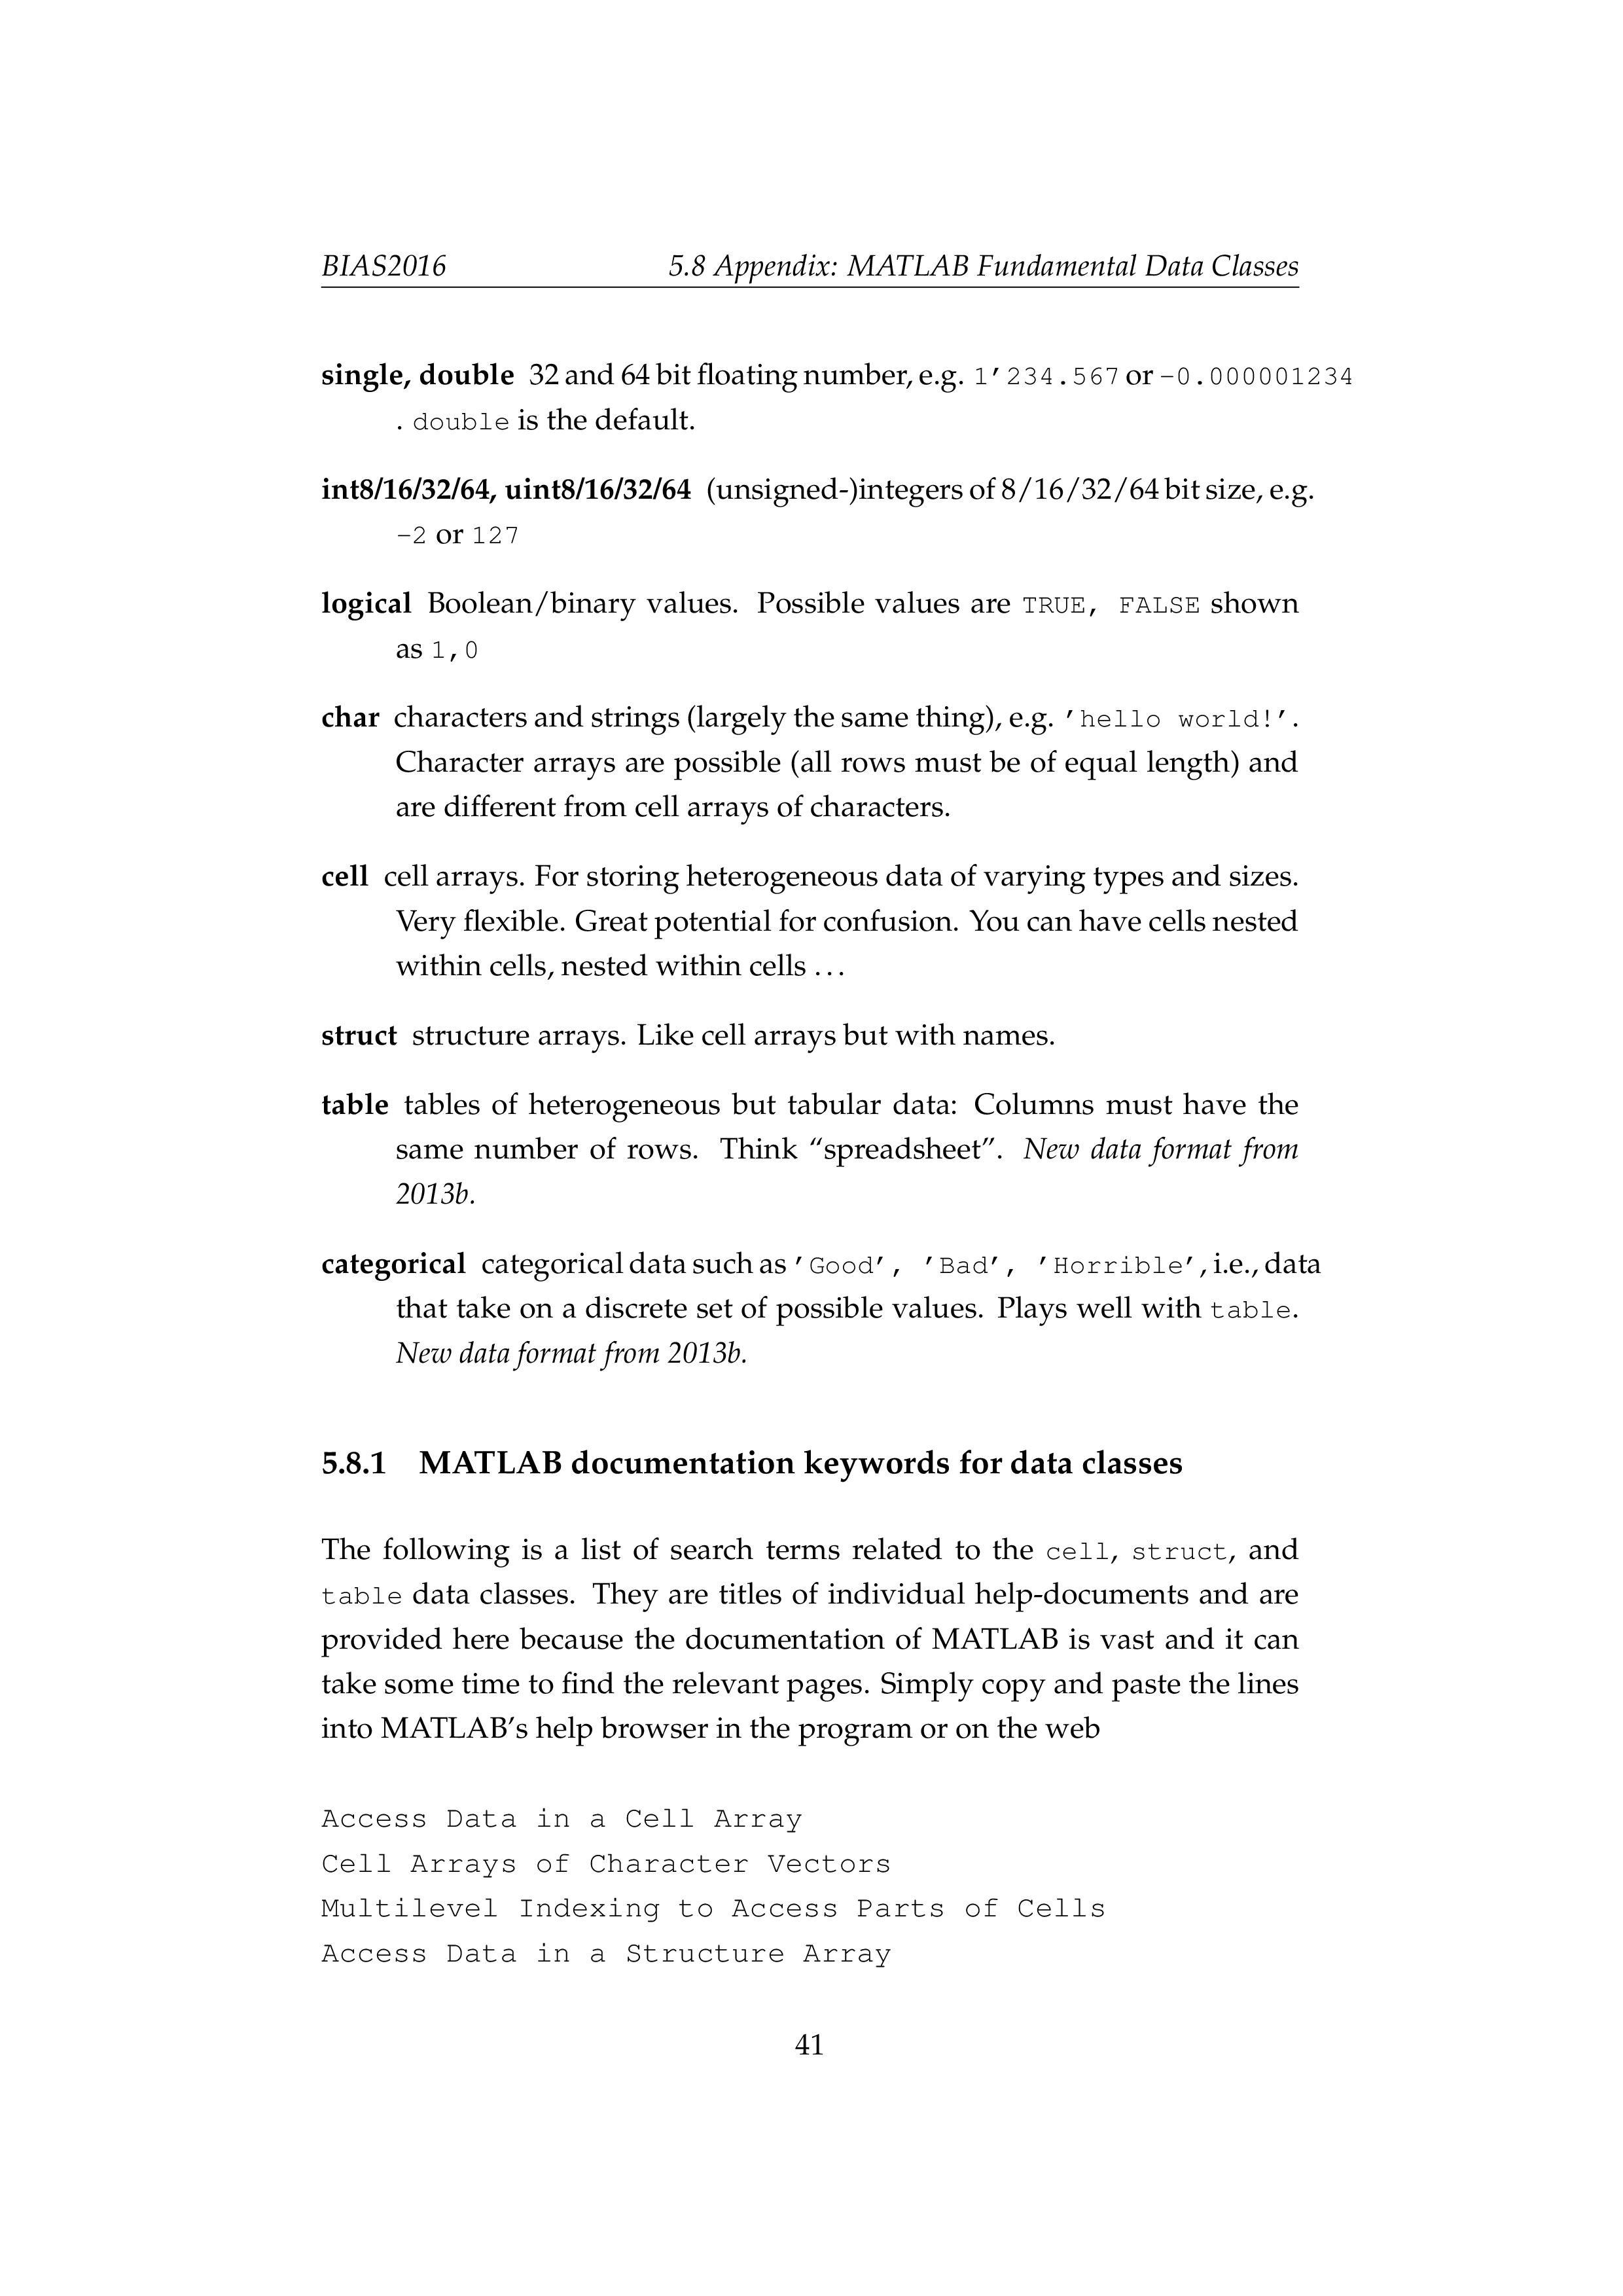 BIAS2016 5.8 Appendix: MATLAB Fundamental Data Classes
single, double 32 and 64 bit floating number, e.g. 1’234.567 or -0.000001234
. double is the default.
int8/16/32/64, uint8/16/32/64 (unsigned-)integers of 8/16/32/64 bit size, e.g.
-2 or 127
logical Boolean/binary values. Possible values are TRUE, FALSE shown
as 1,0
char characters and strings (largely the same thing), e.g. ’hello world!’.
Character arrays are possible (all rows must be of equal length) and
are different from cell arrays of characters.
cell cell arrays. For storing heterogeneous data of varying types and sizes.
Very flexible. Great potential for confusion. You can have cells nested
within cells, nested within cells ...
struct structure arrays. Like cell arrays but with names.
table tables of heterogeneous but tabular data: Columns must have the
same number of rows. Think “spreadsheet”. New data format from
2013b.
categorical categorical data such as ’Good’, ’Bad’, ’Horrible’, i.e., data
that take on a discrete set of possible values. Plays well with table.
New data format from 2013b.
5.8.1 MATLAB documentation keywords for data classes
The following is a list of search terms related to the cell, struct, and
table data classes. They are titles of individual help-documents and are
provided here because the documentation of MATLAB is vast and it can
take some time to find the relevant pages. Simply copy and paste the lines
into MATLAB’s help browser in the program or on the web
Access Data in a Cell Array
Cell Arrays of Character Vectors
Multilevel Indexing to Access Parts of Cells
Access Data in a Structure Array
41